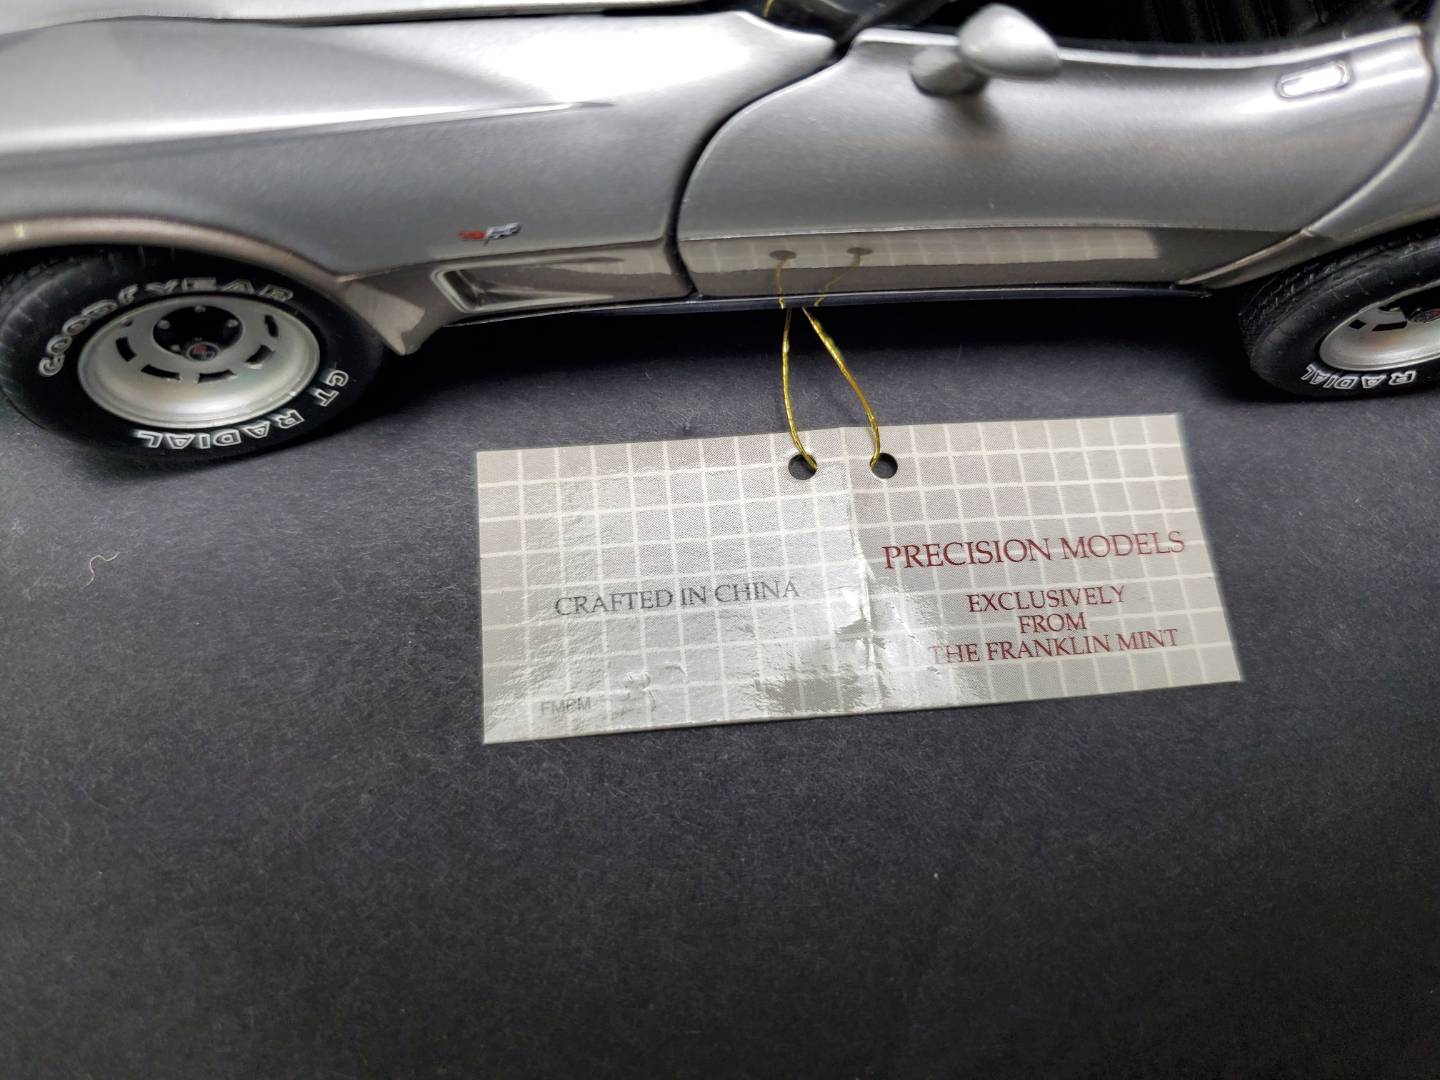 GOODYEAR
GT RADIAL
RADIAL
CRAFTED IN CHINA
FMPM
PRECISION MODELS
EXCLUSIVELY
FROM
THE FRANKLIN MINT